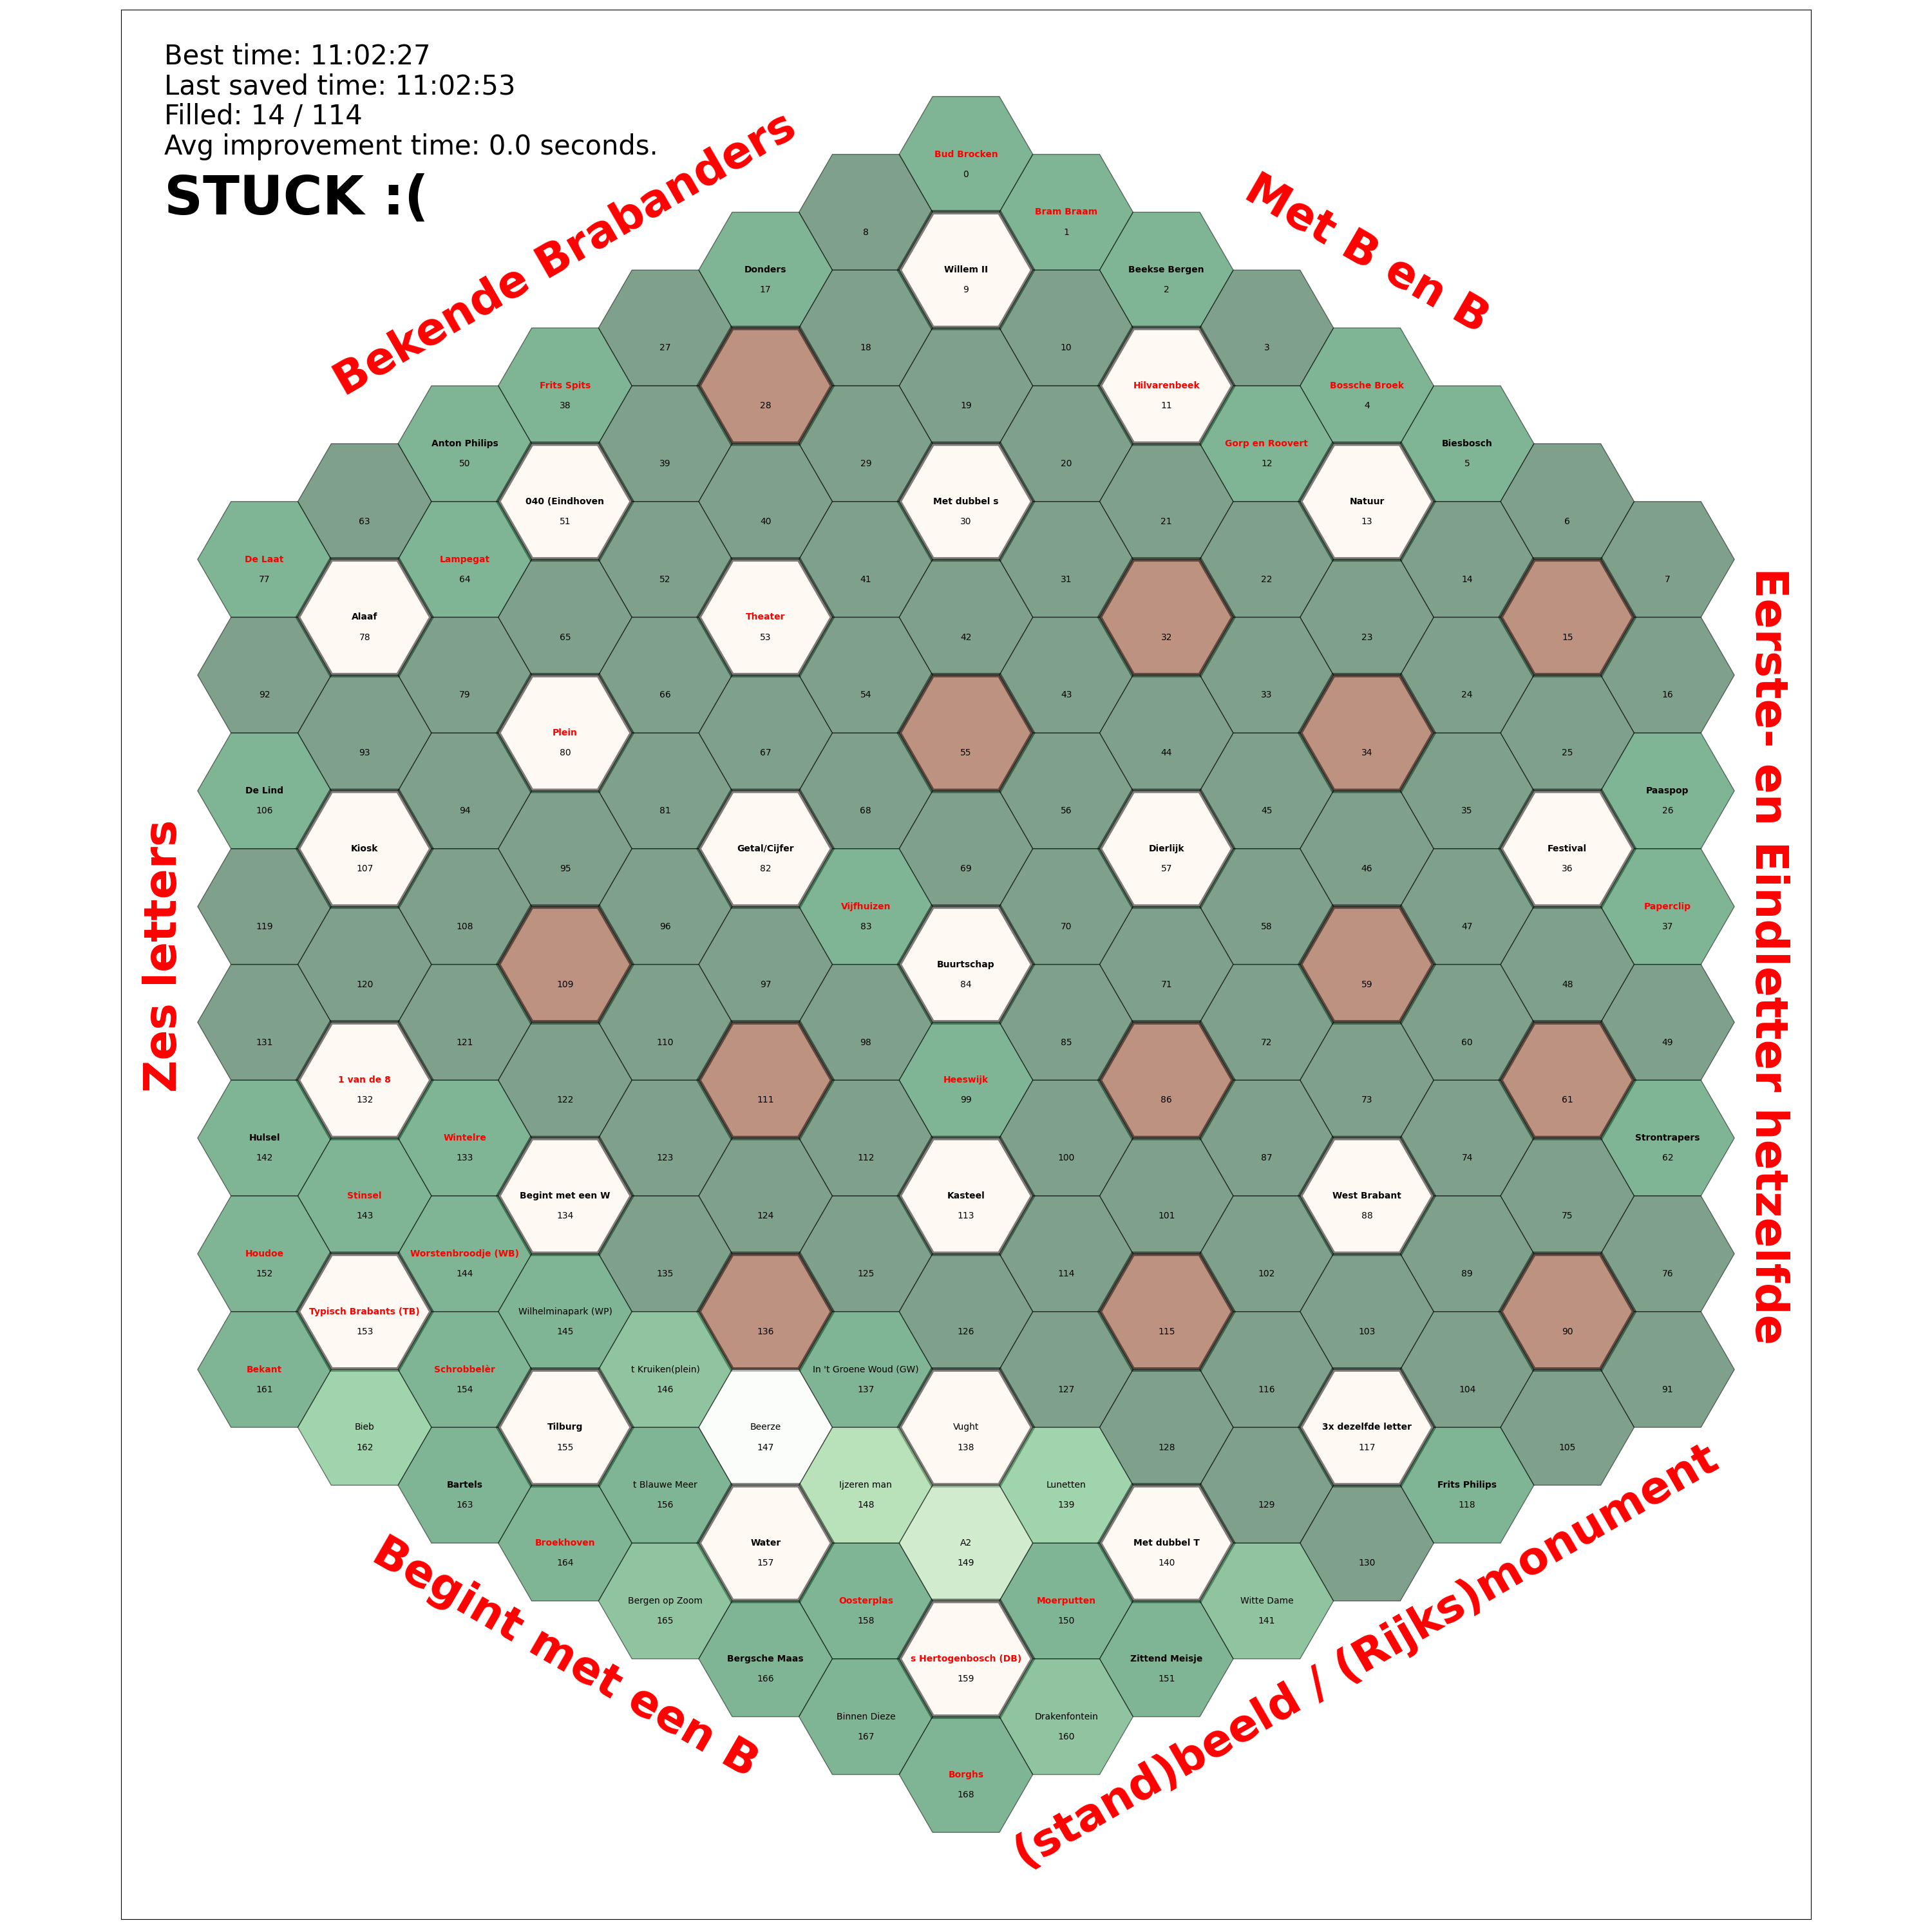 Best time: 11:02:27
Last saved time: 11:02:53
Filled: 14 / 114
Avg improvement time: 0.0 seconds.
STUCK :(
Bekende Brabanders
Met B en B
Eerste- en Eindletter hetzelfde
(stand)beeld / (Rijks)monument
Begint met een B
Zes letters
Bud Brocken
0
Bram Braam
1
Beekse Bergen
2
3
Bossche Broek
4
Biesbosch
5
6
7
8
Willem II
9
10
Hilvarenbeek
11
Gorp en Roovert
12
Natuur
13
14
15
16
Donders
17
18
19
20
21
22
23
24
25
Paaspop
26
27
28
29
Met dubbel s
30
31
32
33
34
35
Festival
36
Paperclip
37
Frits Spits
38
39
40
41
42
43
44
45
46
47
48
49
Anton Philips
50
040 (Eindhoven
51
52
Theater
53
54
55
56
Dierlijk
57
58
59
60
61
Strontrapers
62
63
Lampegat
64
65
66
67
68
69
70
71
72
73
74
75
76
De Laat
77
Alaaf
78
79
Plein
80
81
Getal/Cijfer
82
Vijfhuizen
83
Buurtschap
84
85
86
87
West Brabant
88
89
90
91
92
93
94
95
96
97
98
Heeswijk
99
100
101
102
103
104
105
De Lind
106
Kiosk
107
108
109
110
111
112
Kasteel
113
114
115
116
3x dezelfde letter
117
Frits Philips
118
119
120
121
122
123
124
125
126
127
128
129
130
131
1 van de 8
132
Wintelre
133
Begint met een W
134
135
136
In 't Groene Woud (GW)
137
Vught
138
Lunetten
139
Met dubbel T
140
Witte Dame
141
Hulsel
142
Stinsel
143
Worstenbroodje (WB)
144
Wilhelminapark (WP)
145
t Kruiken(plein)
146
Beerze
147
Ijzeren man
148
A2
149
Moerputten
150
Zittend Meisje
151
Houdoe
152
Typisch Brabants (TB)
153
Schrobbelèr
154
Tilburg
155
t Blauwe Meer
156
Water
157
Oosterplas
158
s Hertogenbosch (DB)
159
Drakenfontein
160
Bekant
161
Bieb
162
Bartels
163
Broekhoven
164
Bergen op Zoom
165
Bergsche Maas
166
Binnen Dieze
167
Borghs
168